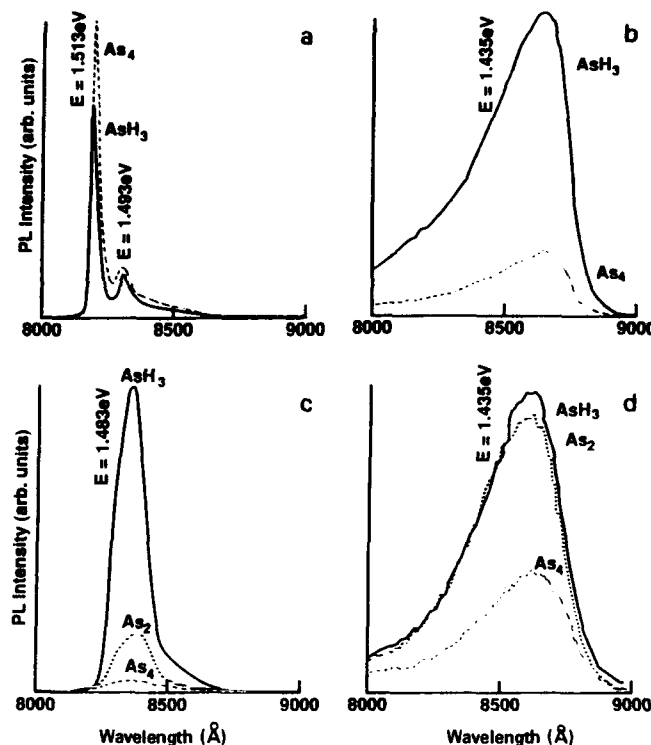 PL Intensity (arb. units)
E = 1.513eV
As4
AsH3
E = 1.493eV
a
8000 8500 9000
E = 1.435eV
AsH3
As4
b
8000 8500 9000
PL Intensity (arb. units)
E = 1.483eV
AsH3
As2
As4
c
8000 8500 9000
Wavelength (Å)
E = 1.435eV
AsH3
As2
As4
d
8000 8500 9000
Wavelength (Å)